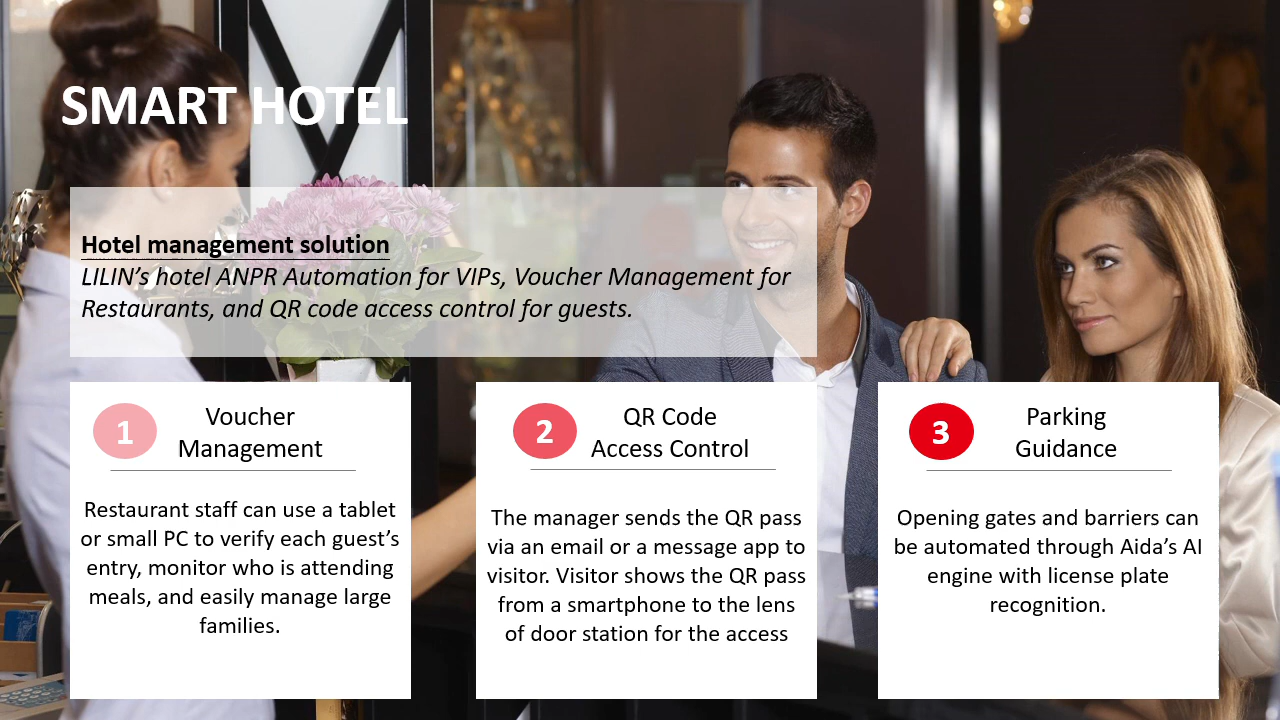 SMART HOTEL
Hotel management solution
LILIN’s hotel ANPR Automation for VIPs, Voucher Management for
Restaurants, and QR code access control for guests.
1
Voucher
Management
Restaurant staff can use a tablet
or small PC to verify each guest’s
entry, monitor who is attending
meals, and easily manage large
families.
2
QR Code
Access Control
The manager sends the QR pass
via an email or a message app to
visitor. Visitor shows the QR pass
from a smartphone to the lens
of door station for the access
3
Parking
Guidance
Opening gates and barriers can
be automated through Aida’s AI
engine with license plate
recognition.